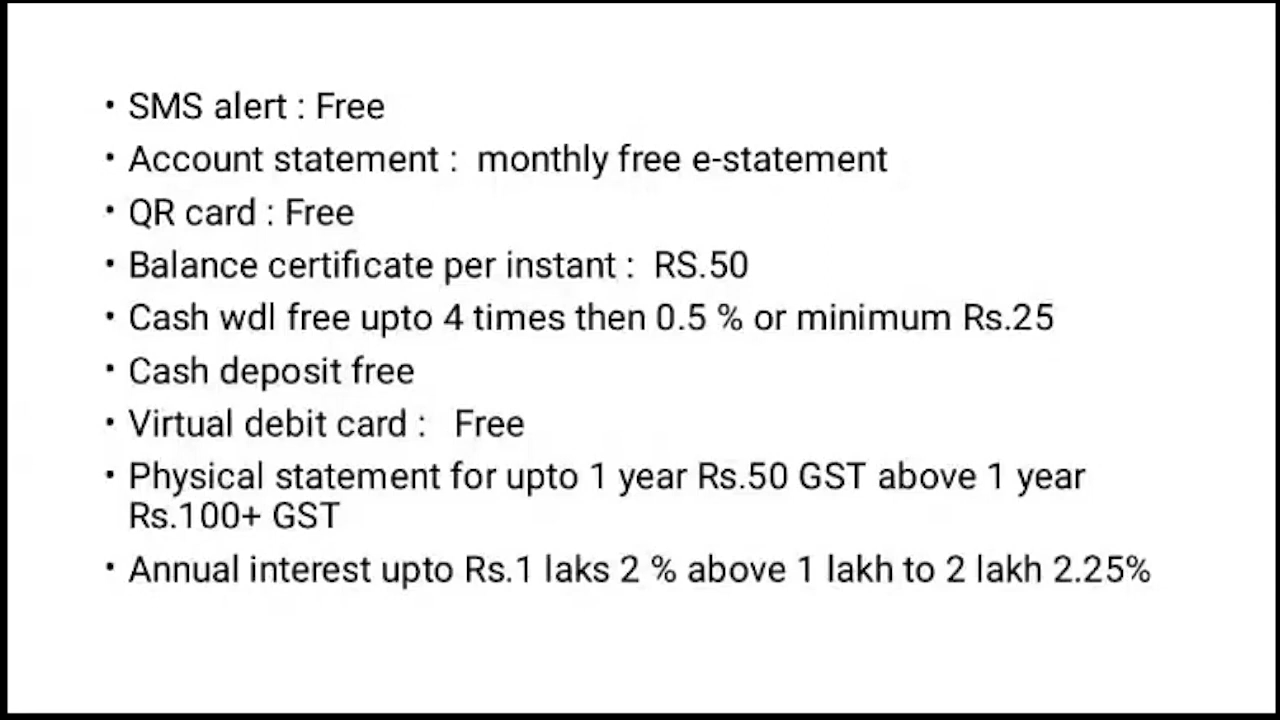 • SMS alert : Free
• Account statement :  monthly free e-statement
• QR card : Free
• Balance certificate per instant :  RS.50
• Cash wdl free upto 4 times then 0.5 % or minimum Rs.25
• Cash deposit free
• Virtual debit card :   Free
• Physical statement for upto 1 year Rs.50 GST above 1 year
Rs.100+ GST
• Annual interest upto Rs.1 laks 2 % above 1 lakh to 2 lakh 2.25%